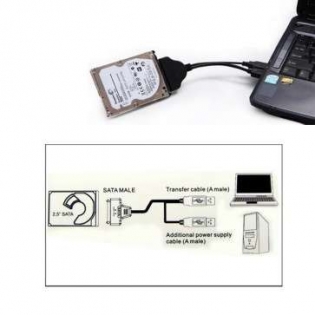 SATA MALE
Transfer cable (A male)
2.5" SATA
Additional power supply
cable (A male)